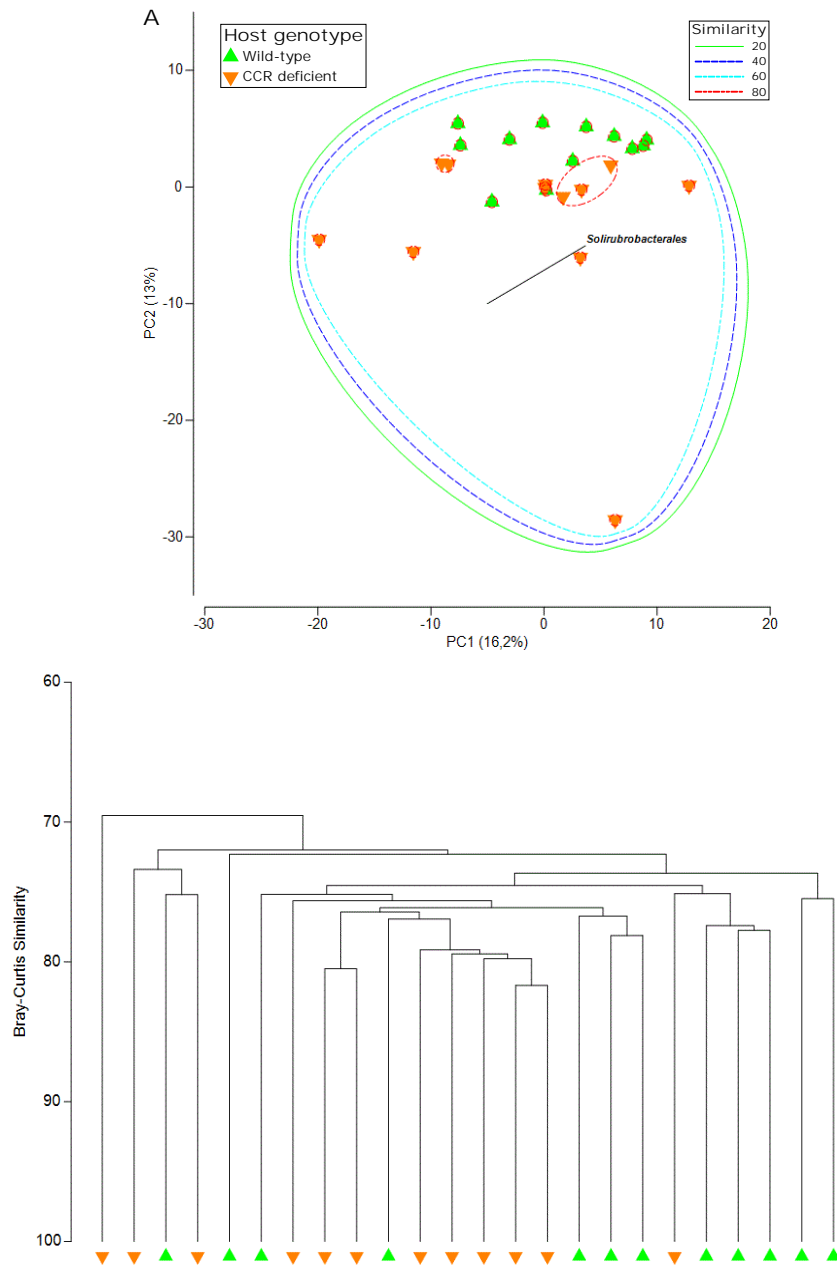 A
Host genotype
Wild-type
CCR deficient
Similarity
20
40
60
80
10
0
-10
-20
-30
PC2 (13%)
Solirubrobacterales
-30
-20
-10
0
10
20
PC1 (16,2%)
60
70
80
90
100
Bray-Curtis Similarity